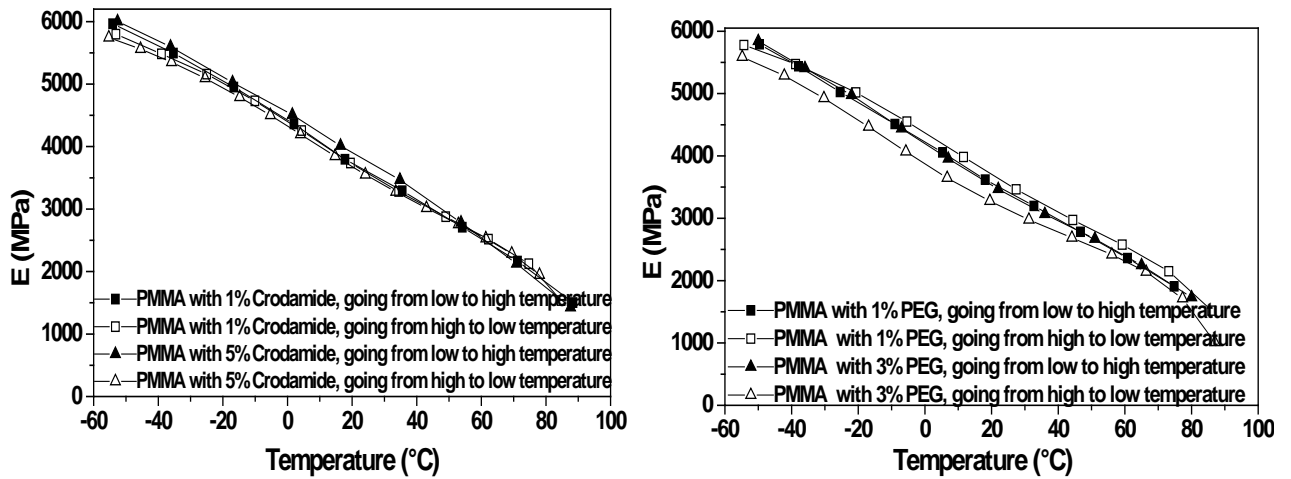 6000
5000
4000
3000
2000
1000
0
E (MPa)
PMMA with 1% Crodamide, going from low to high temperature
PMMA with 1% Crodamide, going from high to low temperature
PMMA with 5% Crodamide, going from low to high temperature
PMMA with 5% Crodamide, going from high to low temperature
-60 -40 -20 0 20 40 60 80 100
Temperature (°C)
6000
5000
4000
3000
2000
1000
0
E (MPa)
PMMA with 1% PEG, going from low to high temperature
PMMA with 1% PEG, going from high to low temperature
PMMA with 3% PEG, going from low to high temperature
PMMA with 3% PEG, going from high to low temperature
-60 -40 -20 0 20 40 60 80 100
Temperature (°C)